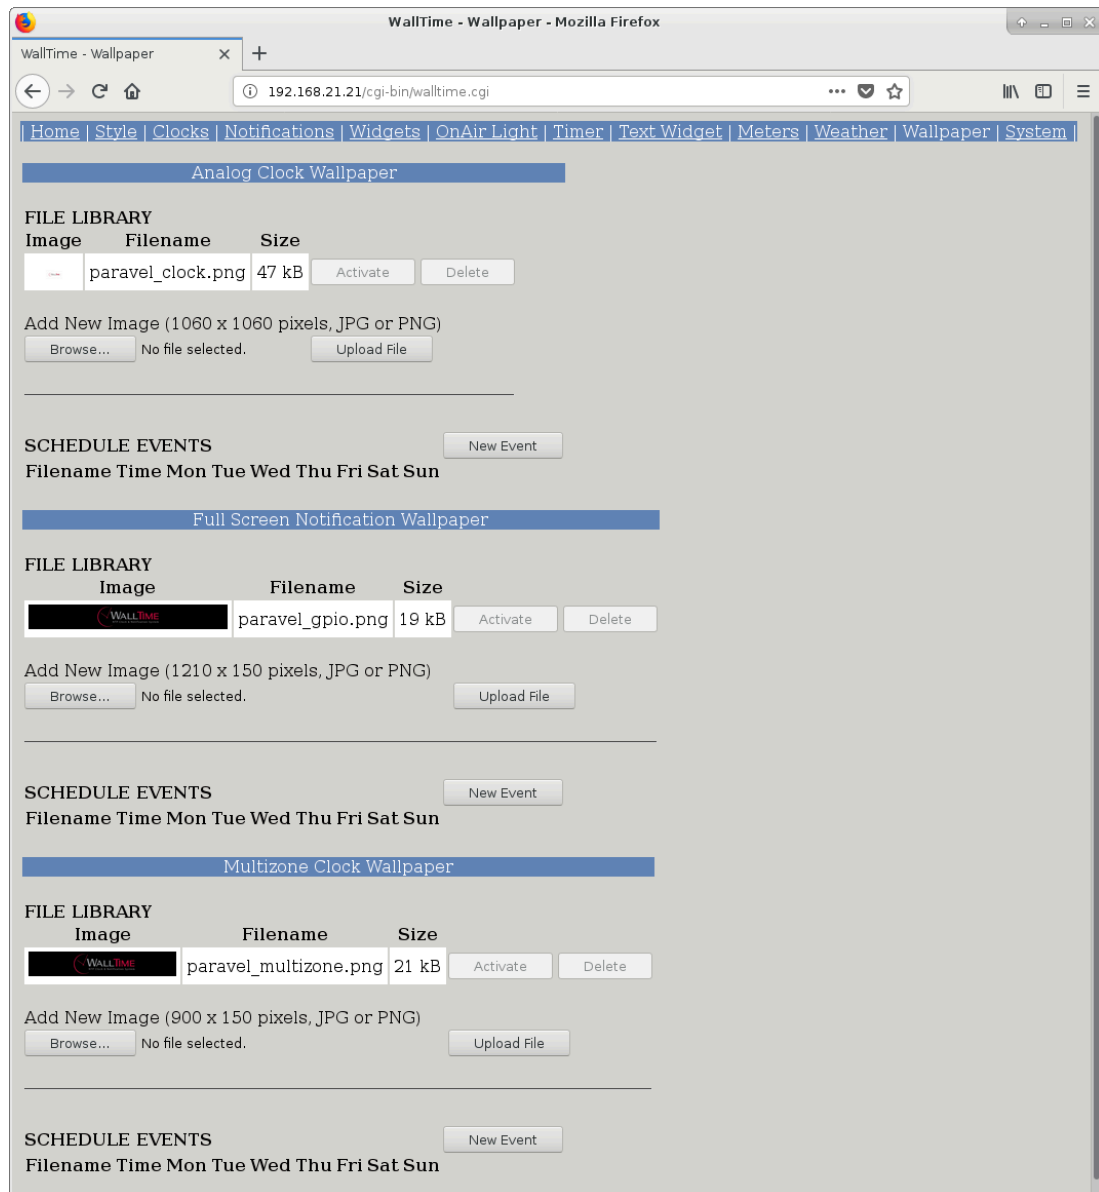 WallTime - Wallpaper - Mozilla Firefox
WallTime - Wallpaper
192.168.21.21/cgi-bin/walltime.cgi
| Home | Style | Clocks | Notifications | Widgets | OnAir Light | Timer | Text Widget | Meters | Weather | Wallpaper | System |
Analog Clock Wallpaper
FILE LIBRARY
Image Filename Size
paravel_clock.png 47 kB Activate Delete
Add New Image (1060 x 1060 pixels, JPG or PNG)
Browse... No file selected. Upload File
SCHEDULE EVENTS New Event
Filename Time Mon Tue Wed Thu Fri Sat Sun
Full Screen Notification Wallpaper
FILE LIBRARY
Image Filename Size
WALLTIME paravel_gpio.png 19 kB Activate Delete
Add New Image (1210 x 150 pixels, JPG or PNG)
Browse... No file selected. Upload File
SCHEDULE EVENTS New Event
Filename Time Mon Tue Wed Thu Fri Sat Sun
Multizone Clock Wallpaper
FILE LIBRARY
Image Filename Size
WALLTIME paravel_multizone.png 21 kB Activate Delete
Add New Image (900 x 150 pixels, JPG or PNG)
Browse... No file selected. Upload File
SCHEDULE EVENTS New Event
Filename Time Mon Tue Wed Thu Fri Sat Sun